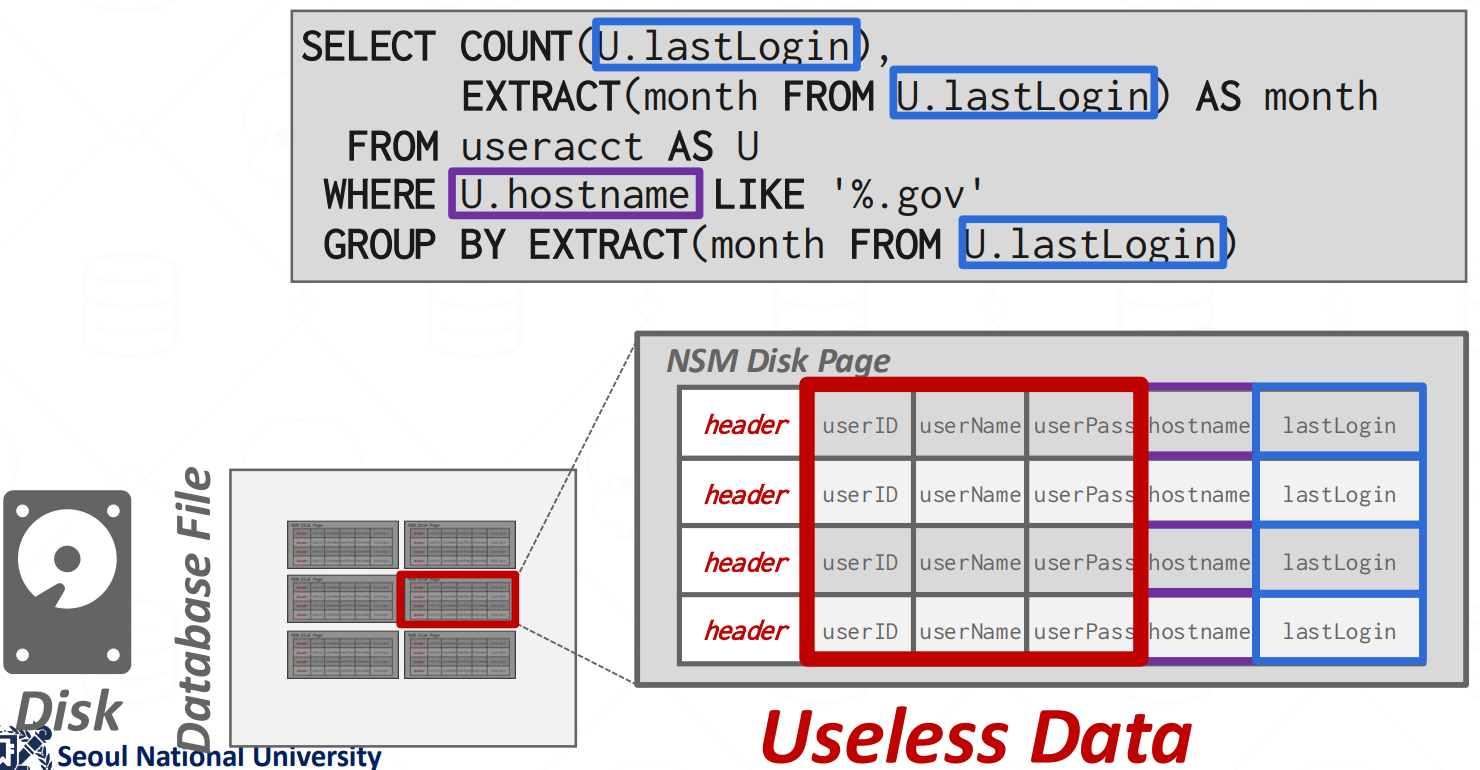 SELECT COUNT(U.lastLogin),
EXTRACT(month FROM U.lastLogin) AS month
FROM useracct AS U
WHERE U.hostname LIKE '%.gov'
GROUP BY EXTRACT(month FROM U.lastLogin)
NSM Disk Page
header userID userName userPass hostname lastLogin
header userID userName userPass hostname lastLogin
header userID userName userPass hostname lastLogin
header userID userName userPass hostname lastLogin
Database File
Disk
Useless Data
Seoul National University